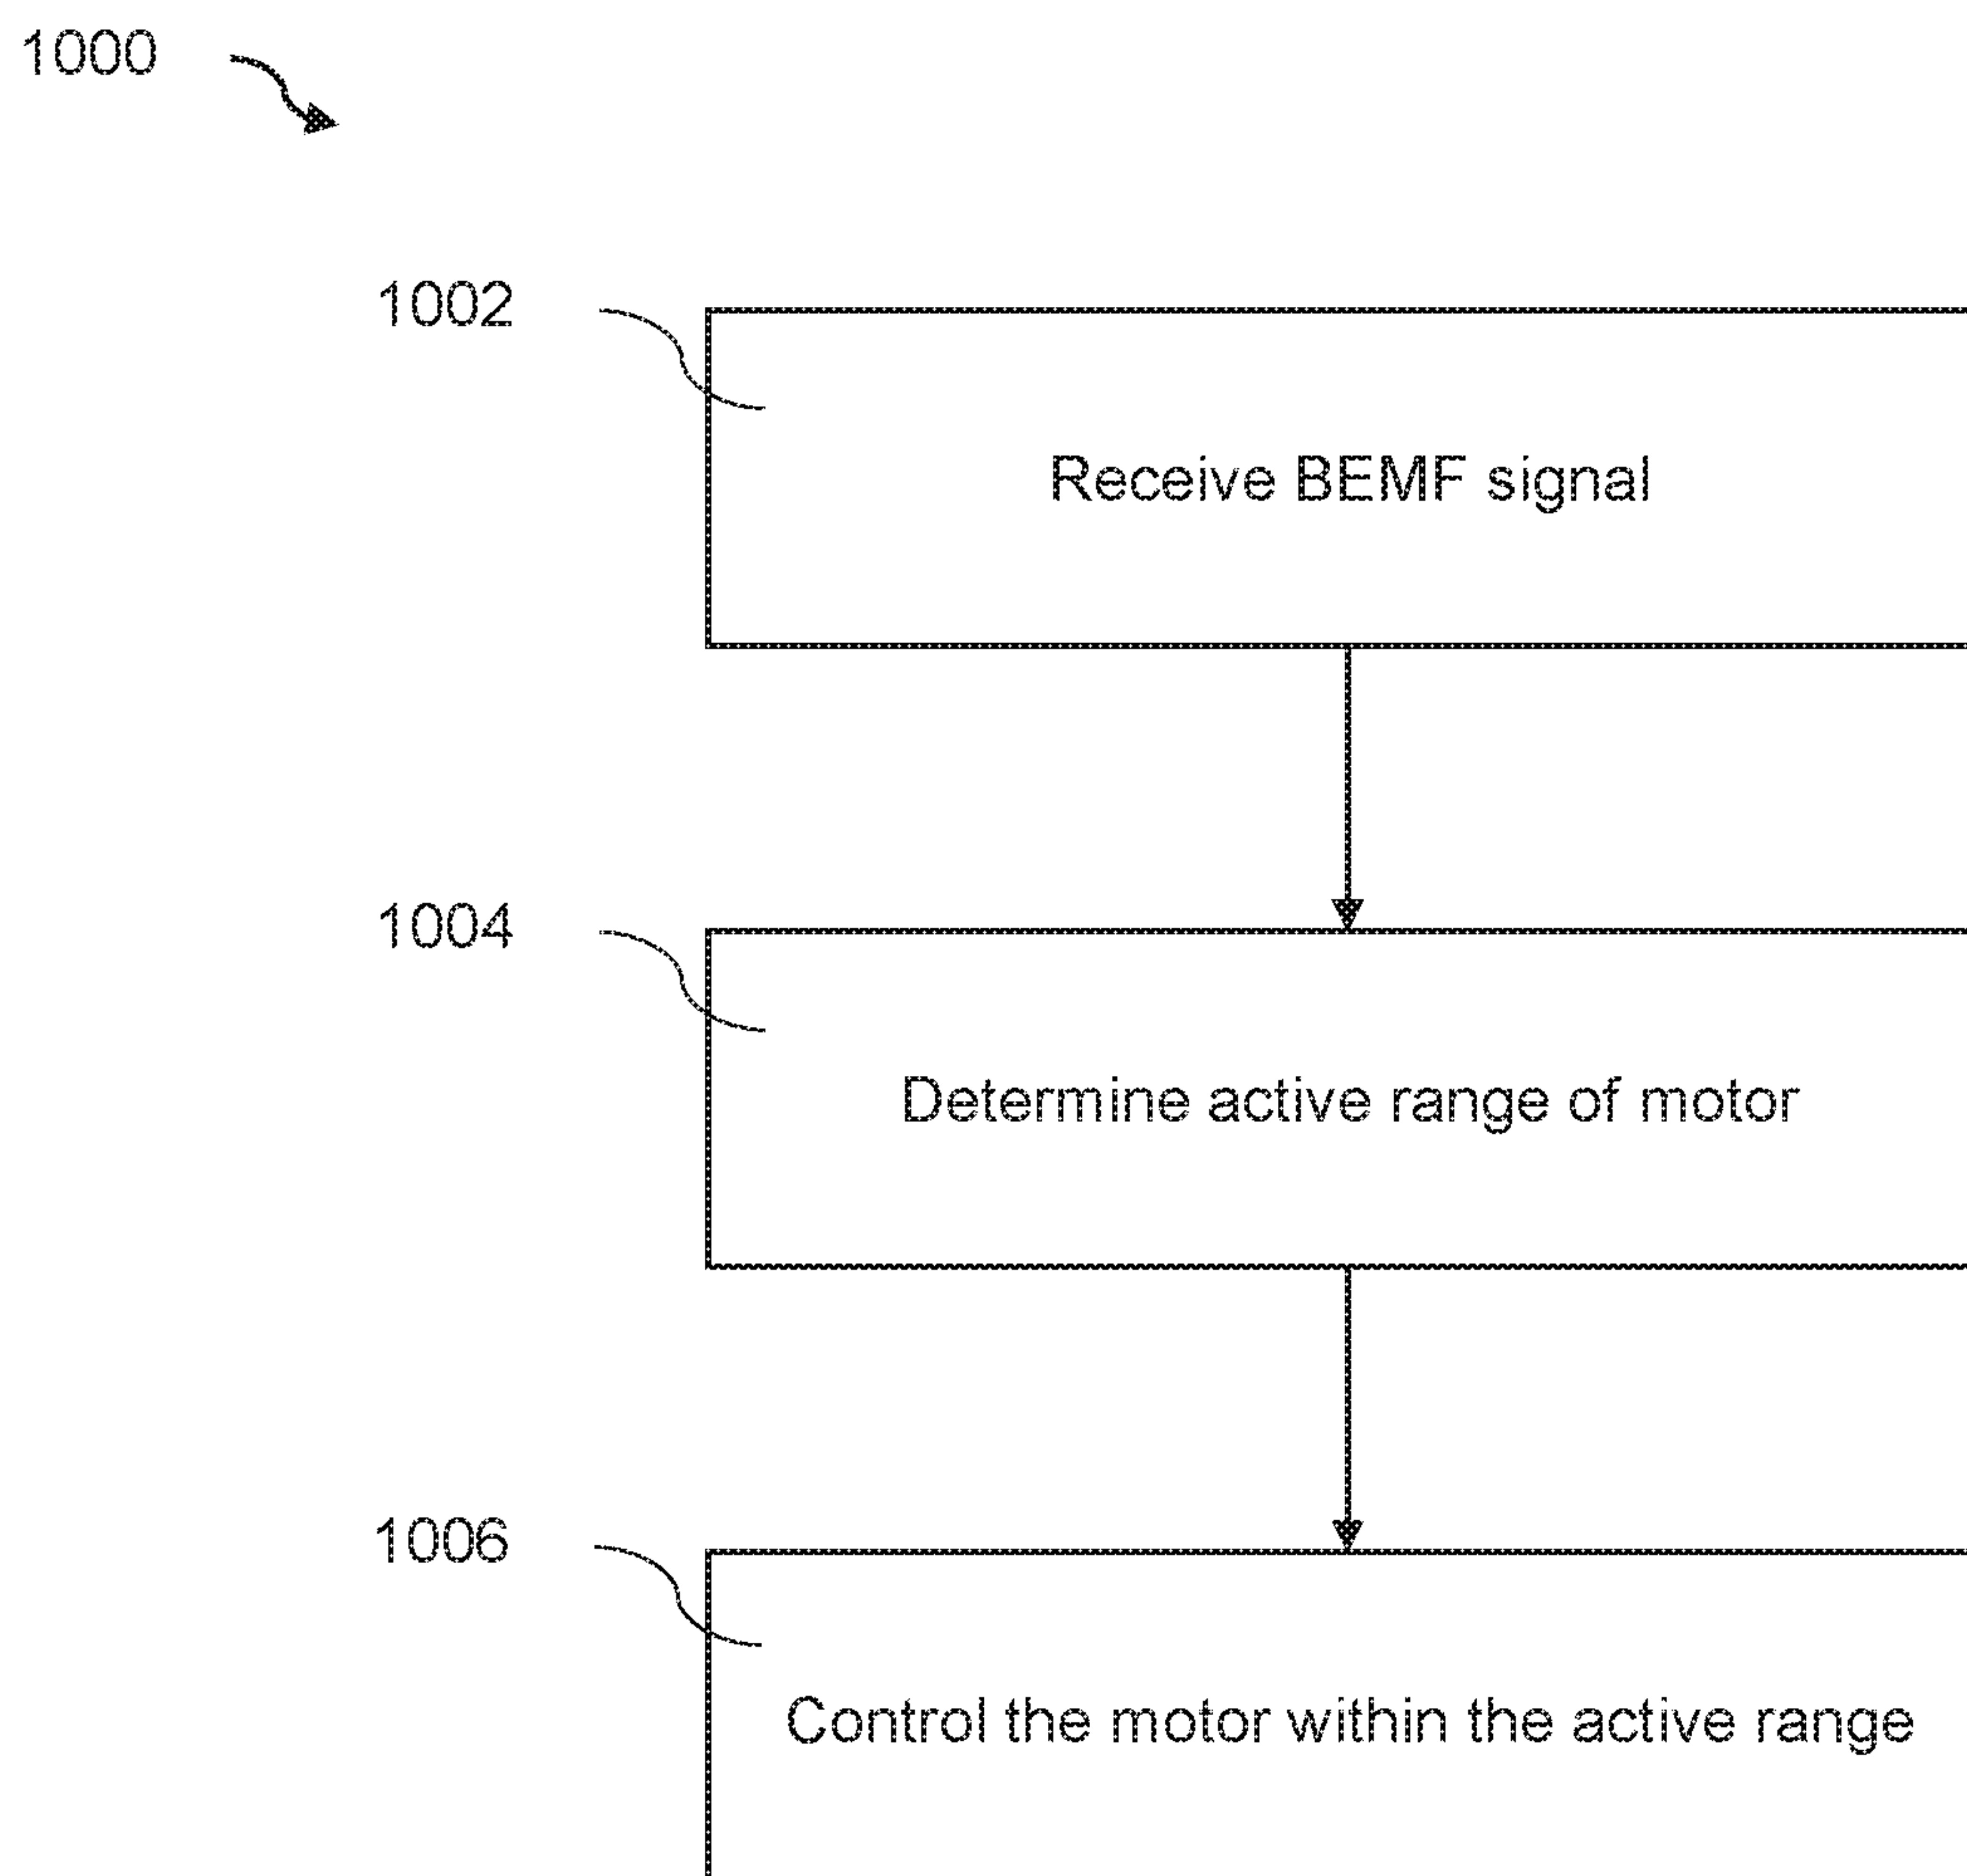 1000
1002
Receive BEMF signal
1004
Determine active range of motor
1006
Control the motor within the active range